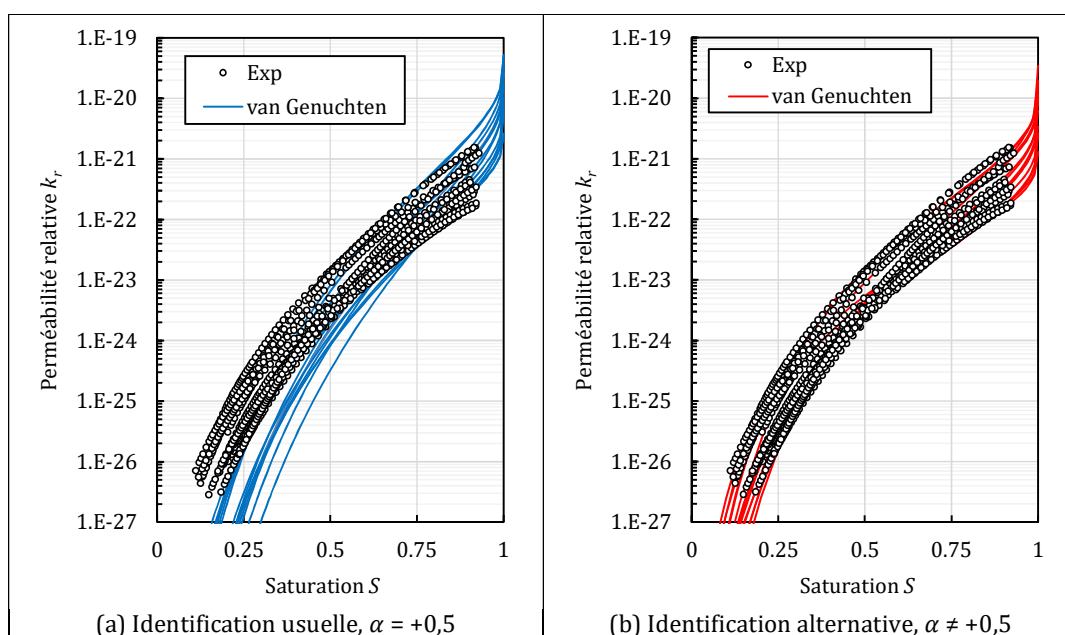 1.E-19
1.E-20
1.E-21
1.E-22
1.E-23
1.E-24
1.E-25
1.E-26
1.E-27
Perméabilité relative kr
Exp
van Genuchten
0
0.25
0.5
0.75
1
Saturation S
(a) Identification usuelle, α = +0,5
1.E-19
1.E-20
1.E-21
1.E-22
1.E-23
1.E-24
1.E-25
1.E-26
1.E-27
Perméabilité relative kr
Exp
van Genuchten
0
0.25
0.5
0.75
1
Saturation S
(b) Identification alternative, α ≠ +0,5